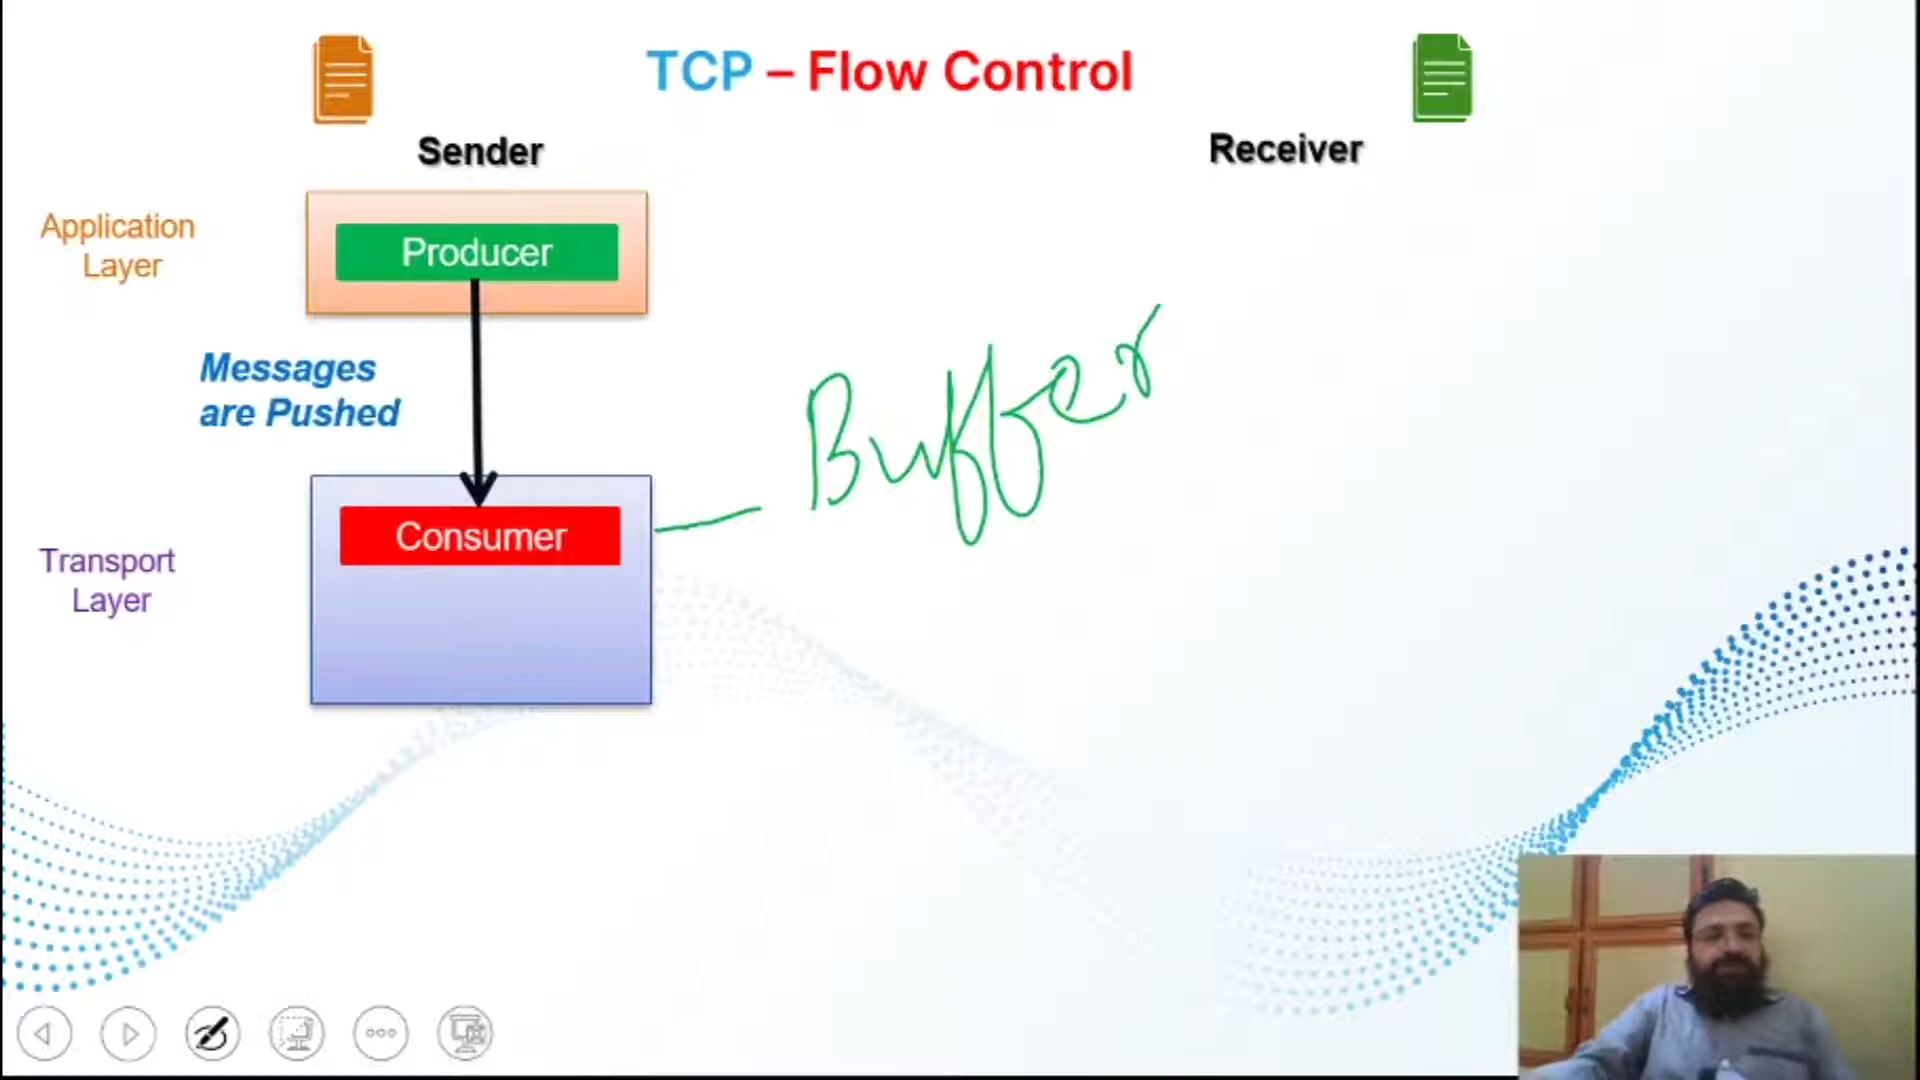 TCP – Flow Control
Sender
Receiver
Application
Layer
Producer
Messages
are Pushed
Buffer
Consumer
Transport
Layer